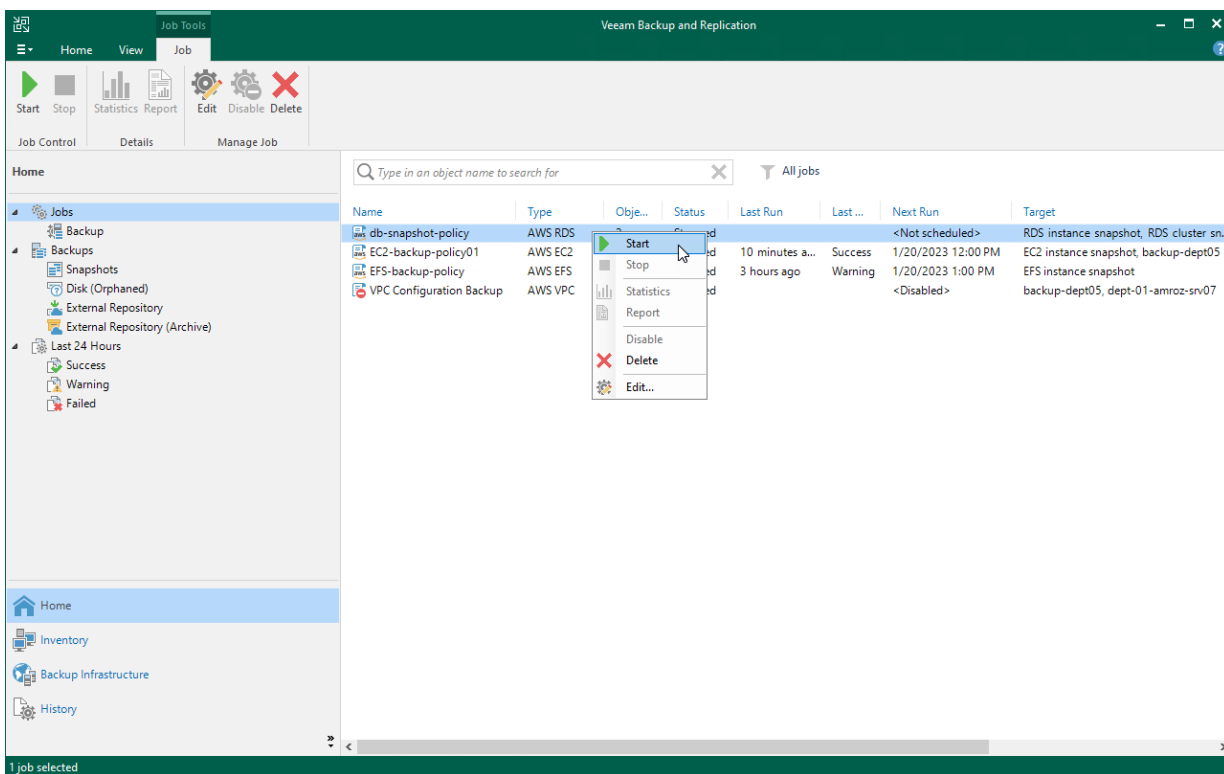 Job Tools
Veeam Backup and Replication
Home View Job
Start Stop Statistics Report Edit Disable Delete
Job Control Details Manage Job
Home
Type in an object name to search for
All jobs
Jobs
Backup
Backups
Snapshots
Disk (Orphaned)
External Repository
External Repository (Archive)
Last 24 Hours
Success
Warning
Failed
Name Type Obje... Status Last Run Last ... Next Run Target
db-snapshot-policy AWS RDS <Not scheduled> RDS instance snapshot, RDS cluster sn...
EC2-backup-policy01 AWS EC2 10 minutes a... Success 1/20/2023 12:00 PM EC2 instance snapshot, backup-dept05
EFS-backup-policy AWS EFS 3 hours ago Warning 1/20/2023 1:00 PM EFS instance snapshot
VPC Configuration Backup AWS VPC <Disabled> backup-dept05, dept-01-amroz-srv07
Start
Stop
Statistics
Report
Disable
Delete
Edit...
Home
Inventory
Backup Infrastructure
History
1 job selected